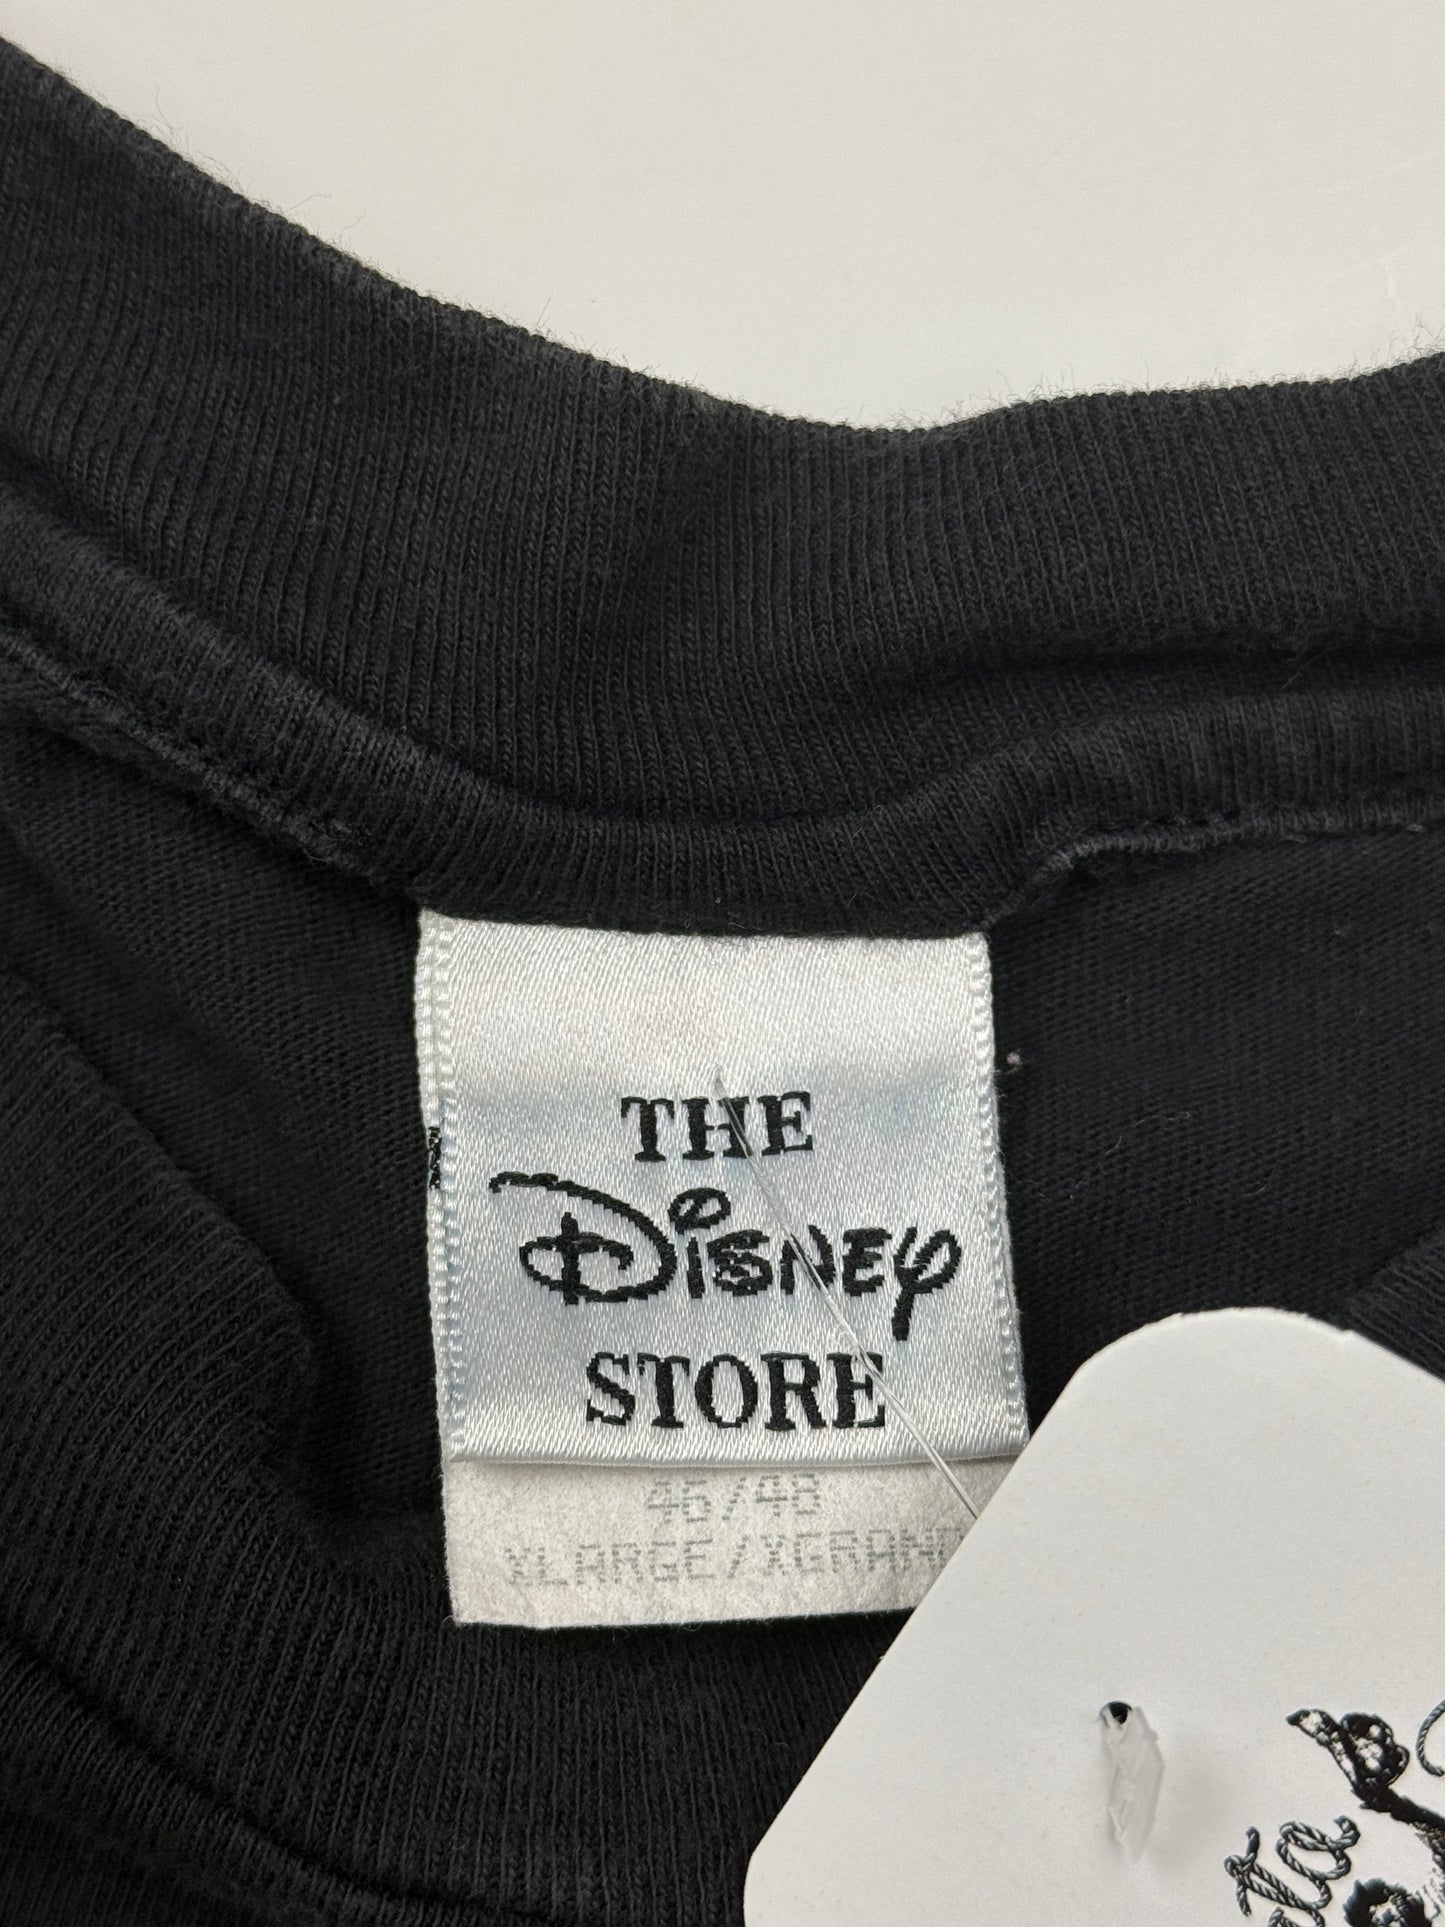 THE
Disney
STORE
46/48
XLARGE/XGRAND